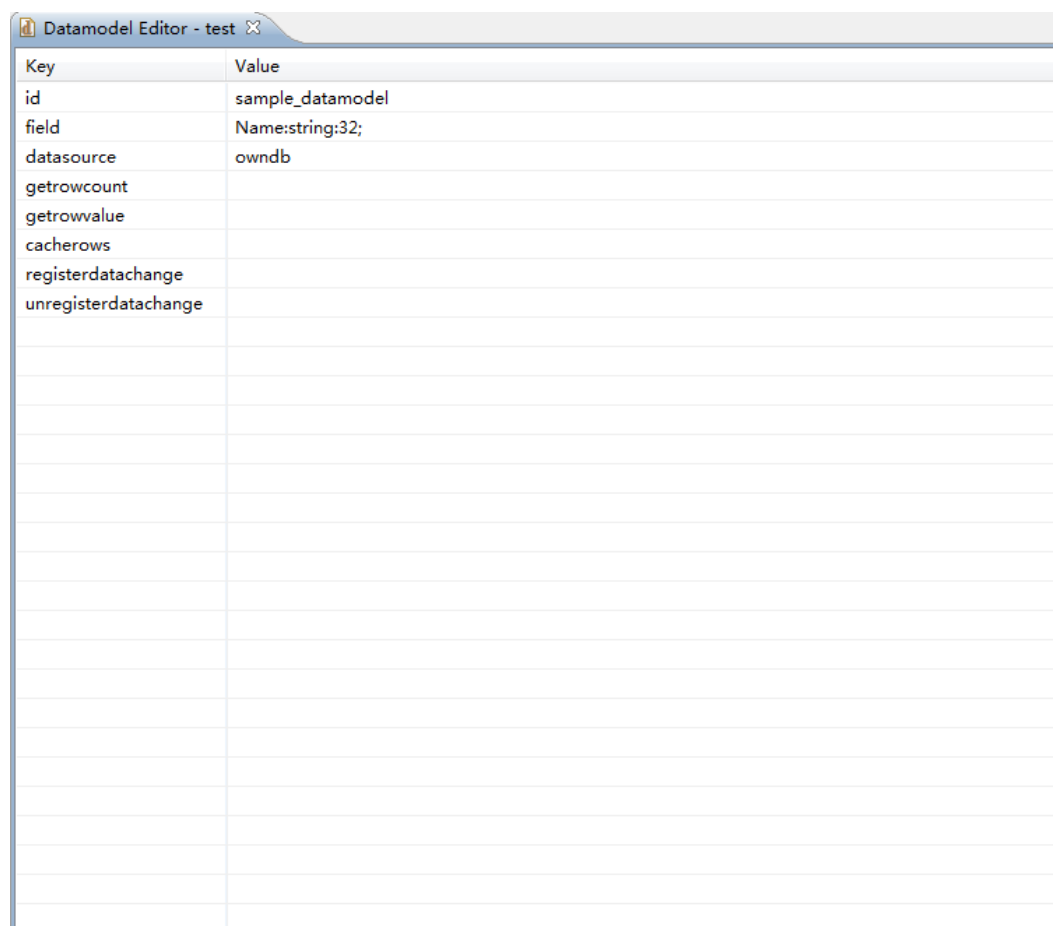 Datamodel Editor - test
Key Value
id sample_datamodel
field Name:string:32;
datasource owndb
getrowcount
getrowvalue
cacherows
registerdatachange
unregisterdatachange